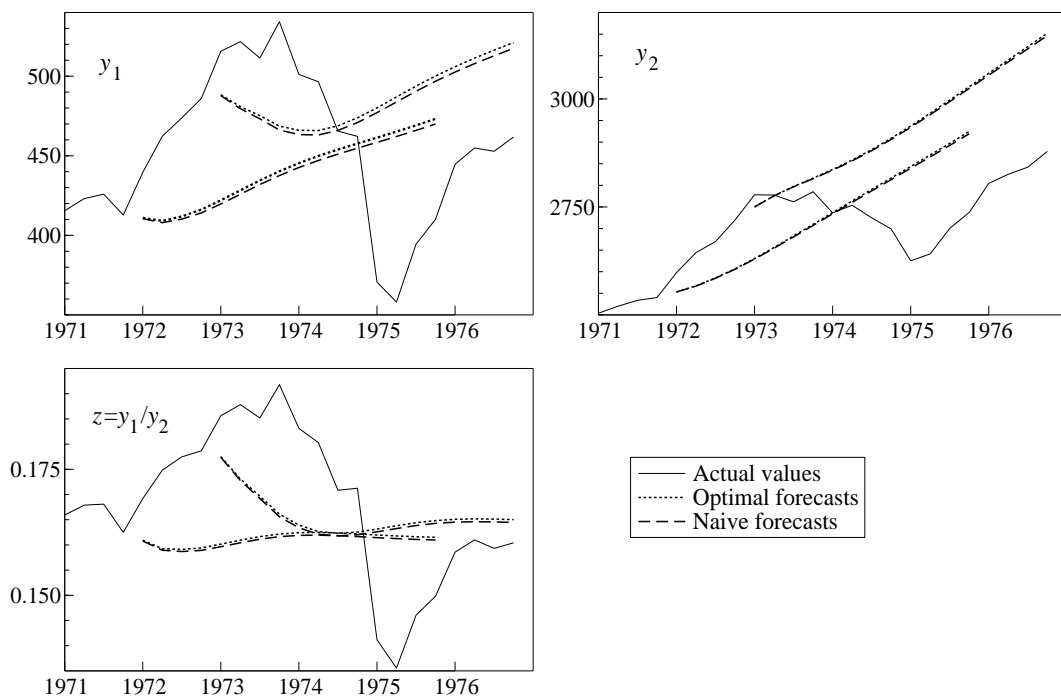 y1
500
450
400
1971 1972 1973 1974 1975 1976
y2
3000
2750
1971 1972 1973 1974 1975 1976
z=y1/y2
0.175
0.150
1971 1972 1973 1974 1975 1976
Actual values
Optimal forecasts
Naive forecasts